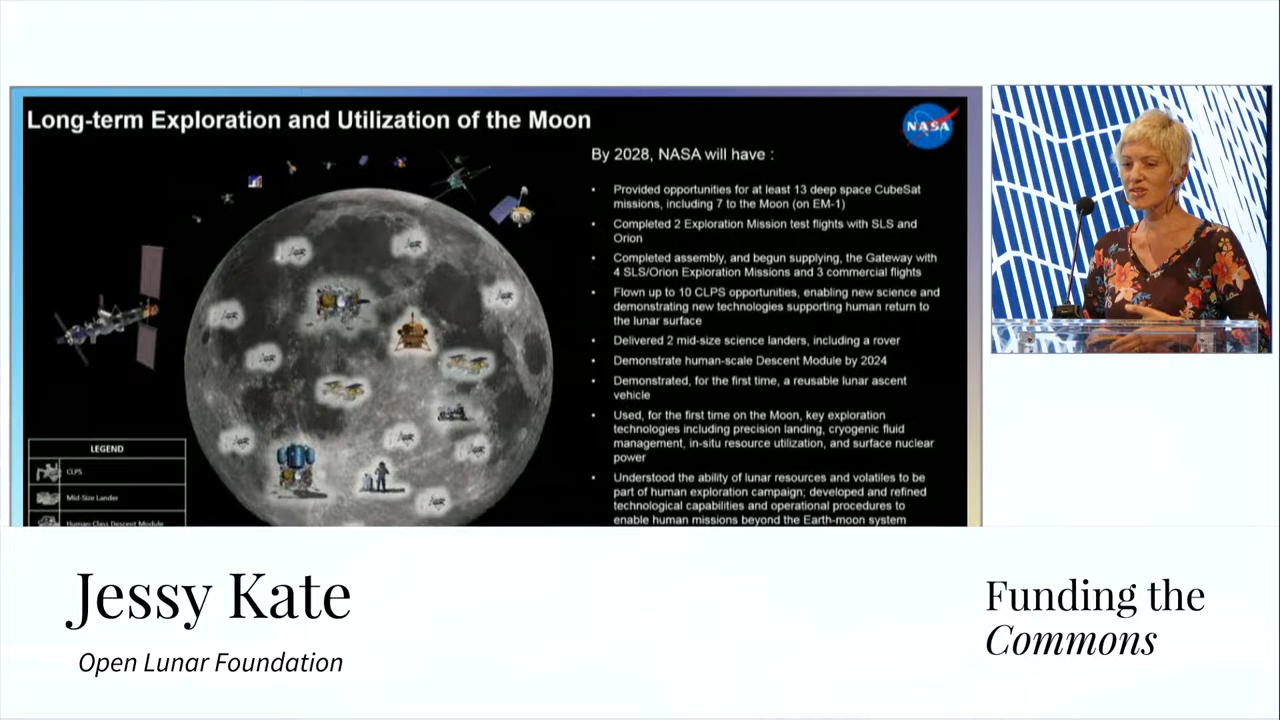 Long-term Exploration and Utilization of the Moon
NASA
By 2028, NASA will have :
• Provided opportunities for at least 13 deep space CubeSat
missions, including 7 to the Moon (on EM-1)
• Completed 2 Exploration Mission test flights with SLS and
Orion
• Completed assembly, and begun supplying, the Gateway with
4 SLS/Orion Exploration Missions and 3 commercial flights
• Flown up to 10 CLPS opportunities, enabling new science and
demonstrating new technologies supporting human return to
the lunar surface
• Delivered 2 mid-size science landers, including a rover
• Demonstrate human-scale Descent Module by 2024
• Demonstrated, for the first time, a reusable lunar ascent
vehicle
• Used, for the first time on the Moon, key exploration
technologies including precision landing, cryogenic fluid
management, in-situ resource utilization, and surface nuclear
power
• Understood the ability of lunar resources and volatiles to be
part of human exploration campaign; developed and refined
technological capabilities and operational procedures to
enable human missions beyond the Earth-moon system
LEGEND
CLPS
Mid-Size Lander
Human Class Descent Module
Jessy Kate
Open Lunar Foundation
Funding the
Commons